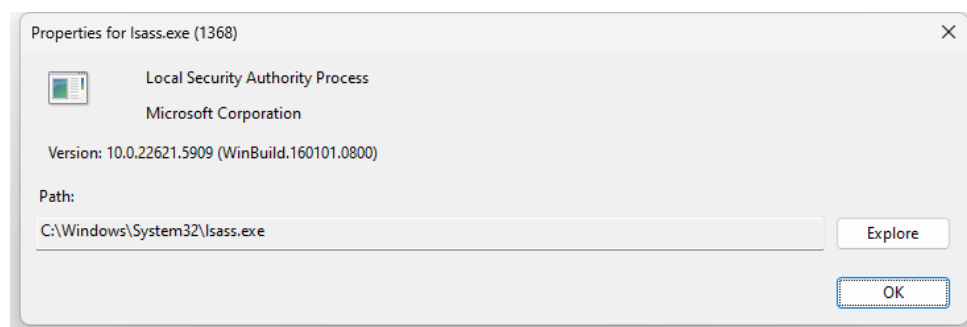 Properties for lsass.exe (1368)
Local Security Authority Process
Microsoft Corporation
Version: 10.0.22621.5909 (WinBuild.160101.0800)
Path:
C:\Windows\System32\lsass.exe
Explore
OK